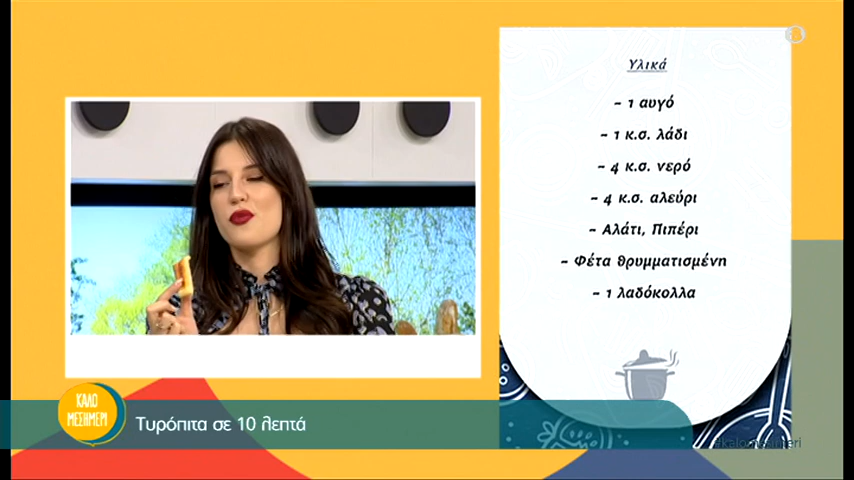 Υλικά
~ 1 αυγό
~ 1 κ.σ. λάδι
~ 4 κ.σ. νερό
~ 4 κ.σ. αλεύρι
~ Αλάτι, Πιπέρι
~ Φέτα θρυμματισμένη
~ 1 λαδόκολλα
ΚΑΛΟ
ΜΕΣΗΜΕΡΙ
Τυρόπιτα σε 10 λεπτά
#kalomesimeri